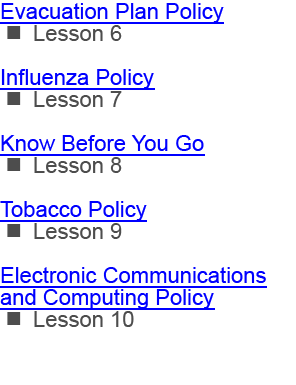 Evacuation Plan Policy
■ Lesson 6
Influenza Policy
■ Lesson 7
Know Before You Go
■ Lesson 8
Tobacco Policy
■ Lesson 9
Electronic Communications
and Computing Policy
■ Lesson 10